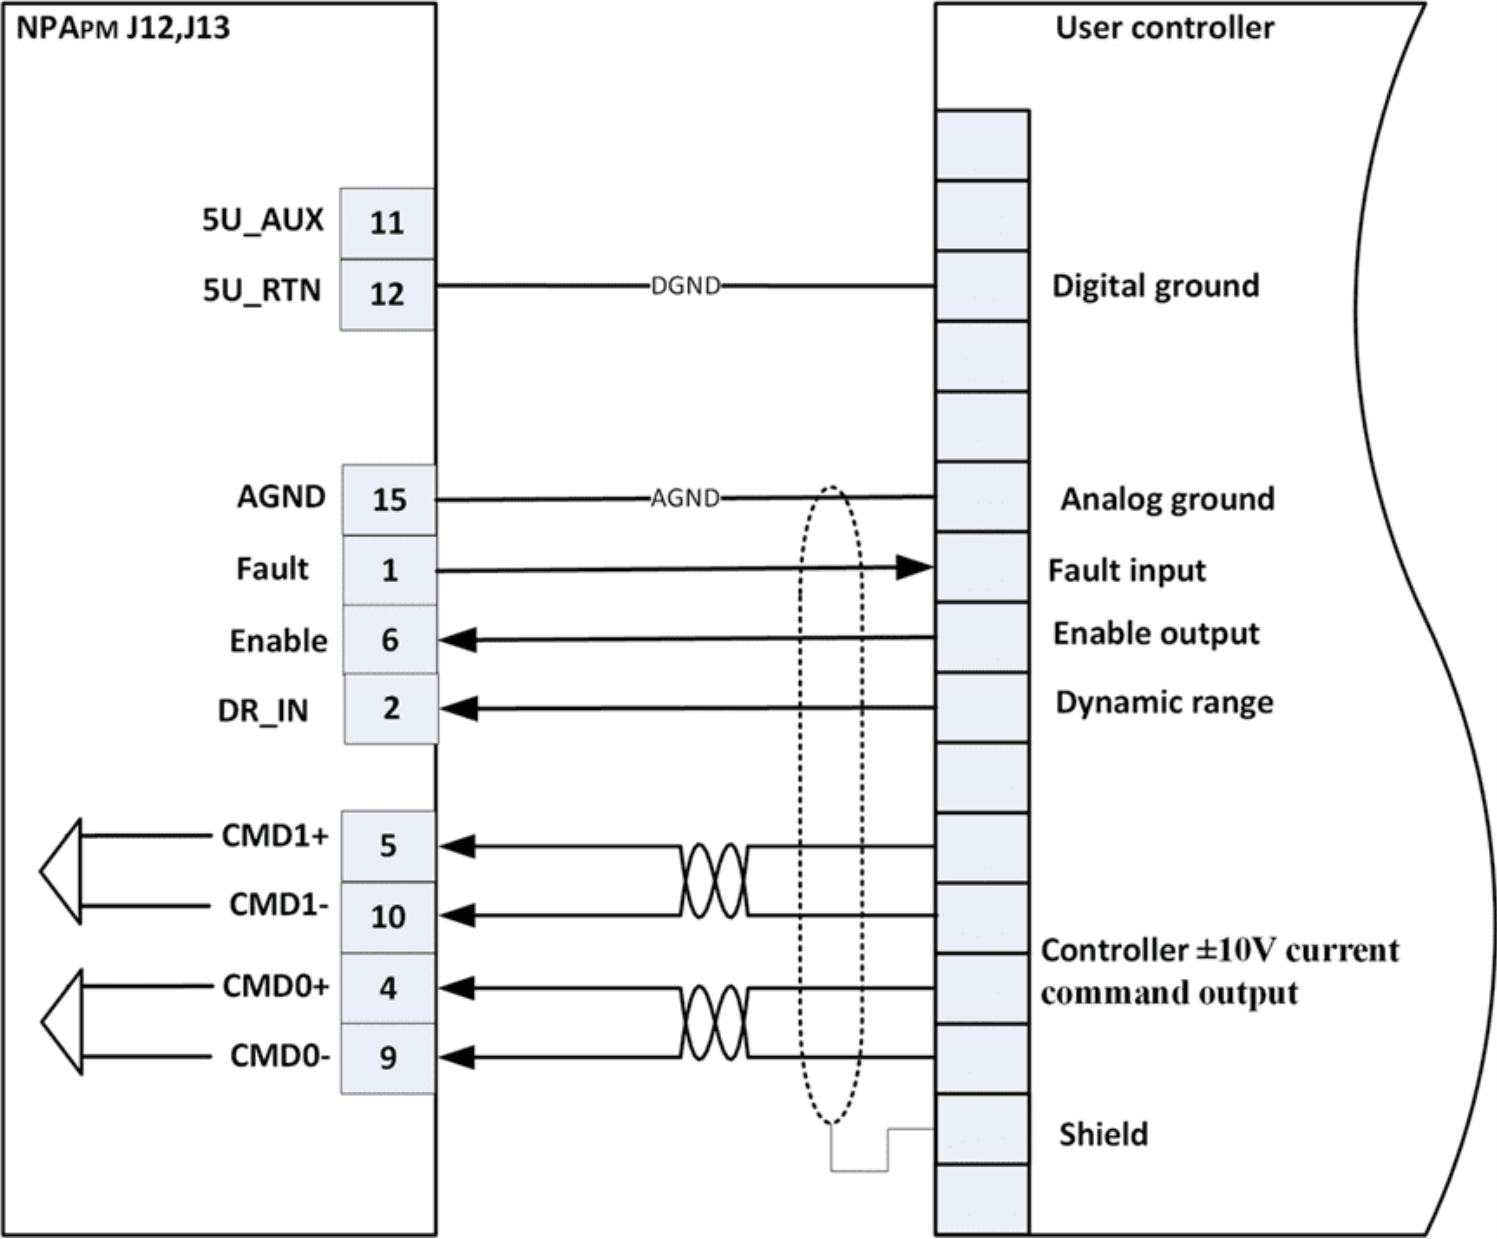 NPAPM J12,J13
User controller
5U_AUX 11
5U_RTN 12 DGND Digital ground
AGND 15 AGND Analog ground
Fault 1 Fault input
Enable 6 Enable output
DR_IN 2 Dynamic range
CMD1+ 5
CMD1- 10
Controller ±10V current
command output
CMD0+ 4
CMD0- 9
Shield